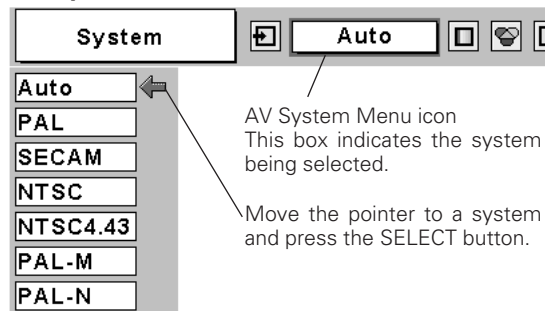 System
Auto
Auto
PAL
SECAM
NTSC
NTSC4.43
PAL-M
PAL-N
AV System Menu icon
This box indicates the system
being selected.
Move the pointer to a system
and press the SELECT button.